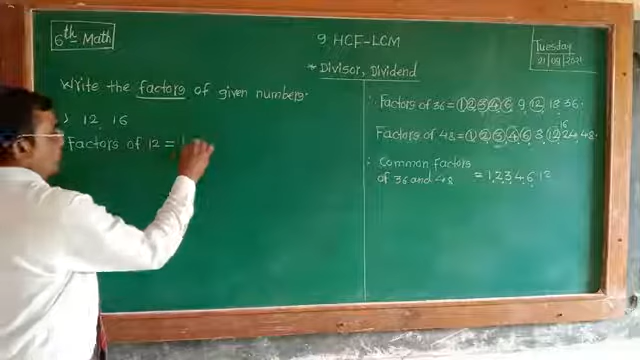 6th Math
9 HCF-LCM
Tuesday
21/09/2021
* Divisor, Dividend
Write the factors of given numbers.
12, 16
Factors of 12 = 1
∴ Factors of 36 = 1 2, 3, 4, 6, 9, 12, 18, 36.
Factors of 48 = 1, 2, 3, 4, 6, 8, 12, 16 24, 48.
∴ Common factors
of 36 and 48 = 1, 2, 3, 4, 6, 12